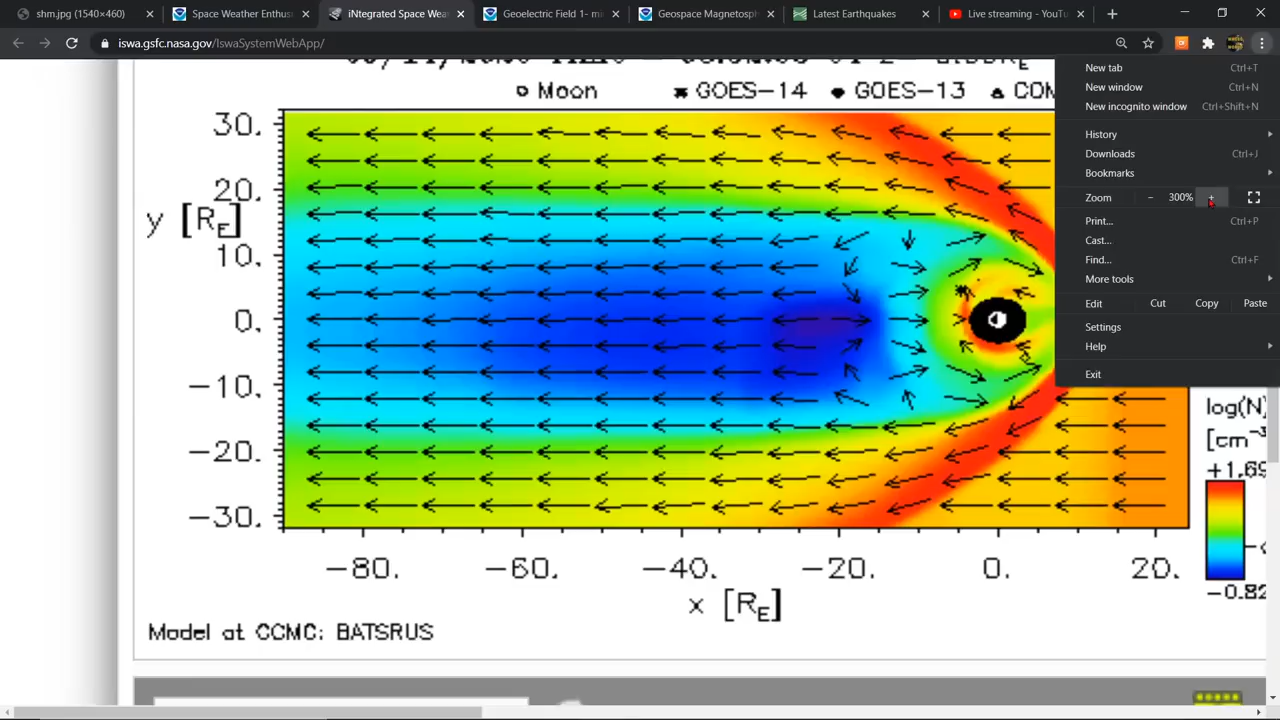 shm.jpg (1540×460)
Space Weather Enthus
iNtegrated Space Wea
Geoelectric Field 1- mi
Geospace Magnetosph
Latest Earthquakes
Live streaming - YouTu
iswa.gsfc.nasa.gov/IswaSystemWebApp/
New tab Ctrl+T
New window Ctrl+N
New incognito window Ctrl+Shift+N
History
Downloads Ctrl+J
Bookmarks
Zoom - 300% +
Print... Ctrl+P
Cast...
Find... Ctrl+F
More tools
Edit Cut Copy Paste
Settings
Help
Exit
Moon GOES-14 GOES-13
30.
20.
y [RE]
10.
0.
-10.
-20.
-30.
-80. -60. -40. -20. 0. 20.
x [RE]
log(N)
[cm-3
+1.69
-0.82
Model at CCMC: BATSRUS